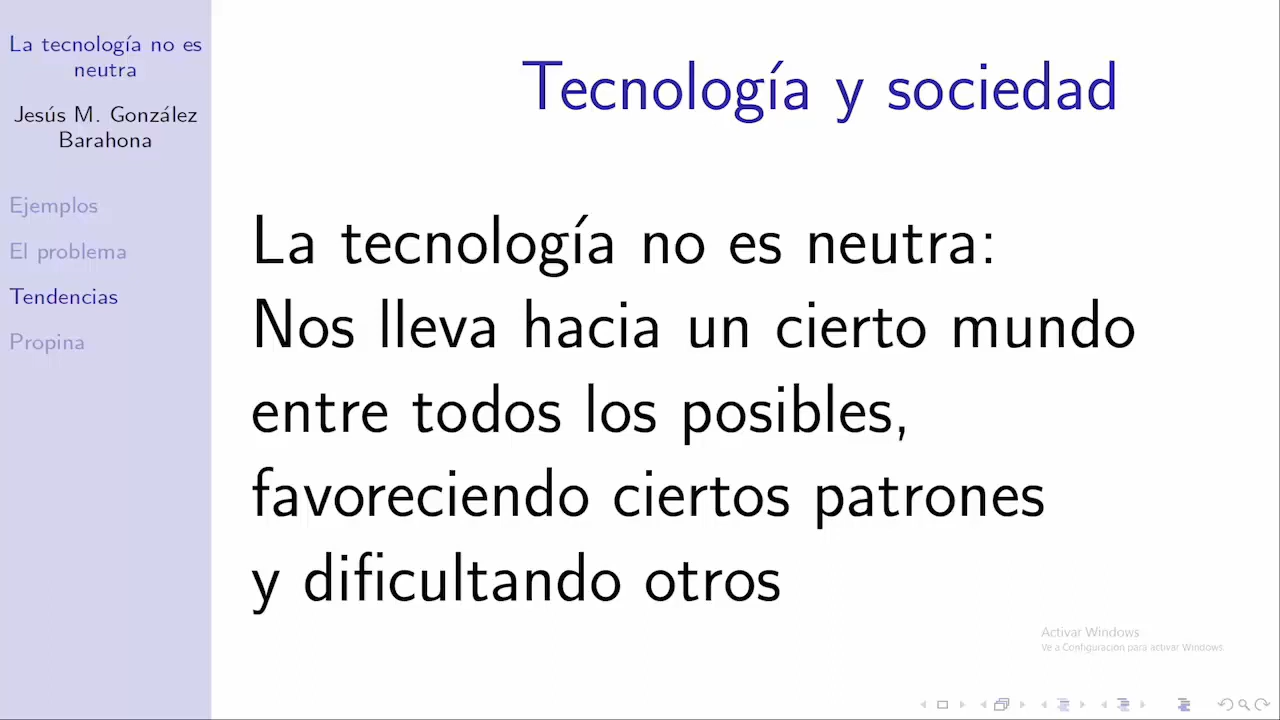 La tecnología no es
neutra
Jesús M. González
Barahona
Ejemplos
El problema
Tendencias
Propina
Tecnología y sociedad
La tecnología no es neutra:
Nos lleva hacia un cierto mundo
entre todos los posibles,
favoreciendo ciertos patrones
y dificultando otros
Activar Windows
Ve a Configuración para activar Windows.